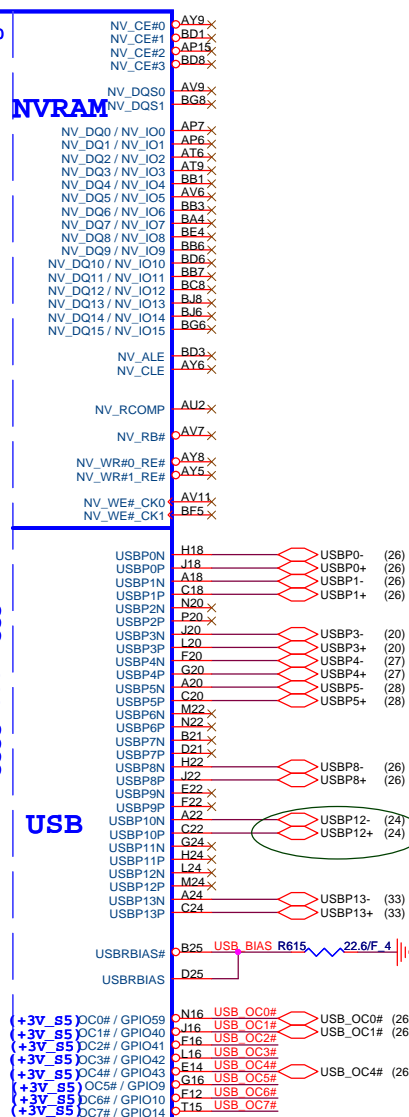 NV_CE#0 AY9
NV_CE#1 BD1
NV_CE#2 AP15
NV_CE#3 BD8
NV_DQS0 AV9
NV_DQS1 BG8
NVRAM
NV_DQ0 / NV_IO0 AP7
NV_DQ1 / NV_IO1 AP6
NV_DQ2 / NV_IO2 AT6
NV_DQ3 / NV_IO3 AT9
NV_DQ4 / NV_IO4 BB1
NV_DQ5 / NV_IO5 AV6
NV_DQ6 / NV_IO6 BB3
NV_DQ7 / NV_IO7 BA4
NV_DQ8 / NV_IO8 BE4
NV_DQ9 / NV_IO9 BB6
NV_DQ10 / NV_IO10 BD6
NV_DQ11 / NV_IO11 BB7
NV_DQ12 / NV_IO12 BC8
NV_DQ13 / NV_IO13 BJ8
NV_DQ14 / NV_IO14 BJ6
NV_DQ15 / NV_IO15 BG6
NV_ALE BD3
NV_CLE AY6
NV_RCOMP AU2
NV_RB# AV7
NV_WR#0_RE# AY8
NV_WR#1_RE# AY5
NV_WE#_CK0 AV11
NV_WE#_CK1 BF5
USBP0N H18 USBP0- (26)
USBP0P J18 USBP0+ (26)
USBP1N A18 USBP1- (26)
USBP1P C18 USBP1+ (26)
USBP2N N20
USBP2P P20
USBP3N J20 USBP3- (20)
USBP3P L20 USBP3+ (20)
USBP4N F20 USBP4- (27)
USBP4P G20 USBP4+ (27)
USBP5N A20 USBP5- (28)
USBP5P C20 USBP5+ (28)
USBP6N M22
USBP6P N22
USBP7N B21
USBP7P D21
USBP8N H22 USBP8- (26)
USBP8P J22 USBP8+ (26)
USBP9N E22
USBP9P F22
USB
USBP10N A22 USBP12- (24)
USBP10P C22 USBP12+ (24)
USBP11N G24
USBP11P H24
USBP12N L24
USBP12P M24
USBP13N A24 USBP13- (33)
USBP13P C24 USBP13+ (33)
USBRBIAS# B25 USB_BIAS R615 22.6/F_4
USBRBIAS D25
(+3V_S5) OC0# / GPIO59 N16 USB_OC0# USB_OC0# (26
(+3V_S5) OC1# / GPIO40 J16 USB_OC1# USB_OC1# (26
(+3V_S5) OC2# / GPIO41 F16 USB_OC2#
(+3V_S5) OC3# / GPIO42 L16 USB_OC3#
(+3V_S5) OC4# / GPIO43 E14 USB_OC4# USB_OC4# (26
(+3V_S5) OC5# / GPIO9 G16 USB_OC5#
(+3V_S5) OC6# / GPIO10 F12 USB_OC6#
(+3V_S5) OC7# / GPIO14 T15 USB_OC7#